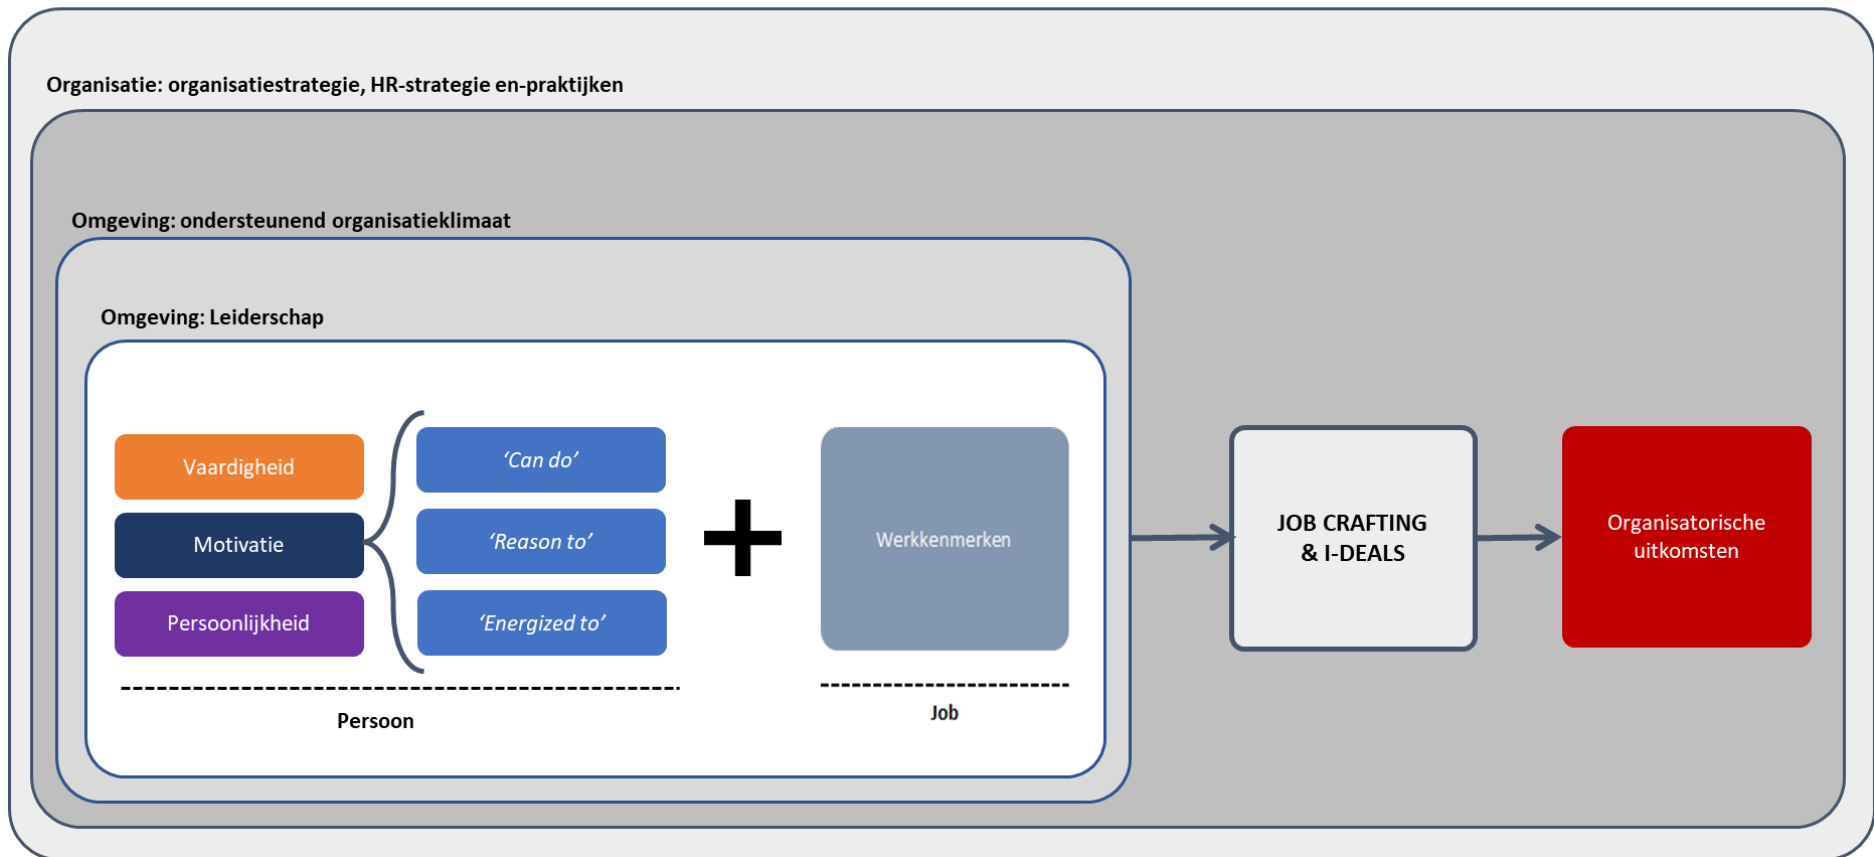 Organisatie: organisatiestrategie, HR-strategie en-praktijken
Omgeving: ondersteunend organisatieklimaat
Omgeving: Leiderschap
Vaardigheid
Motivatie
Persoonlijkheid
‘Can do’
‘Reason to’
‘Energized to’
Persoon
Werkkenmerken
Job
JOB CRAFTING
& I-DEALS
Organisatorische
uitkomsten